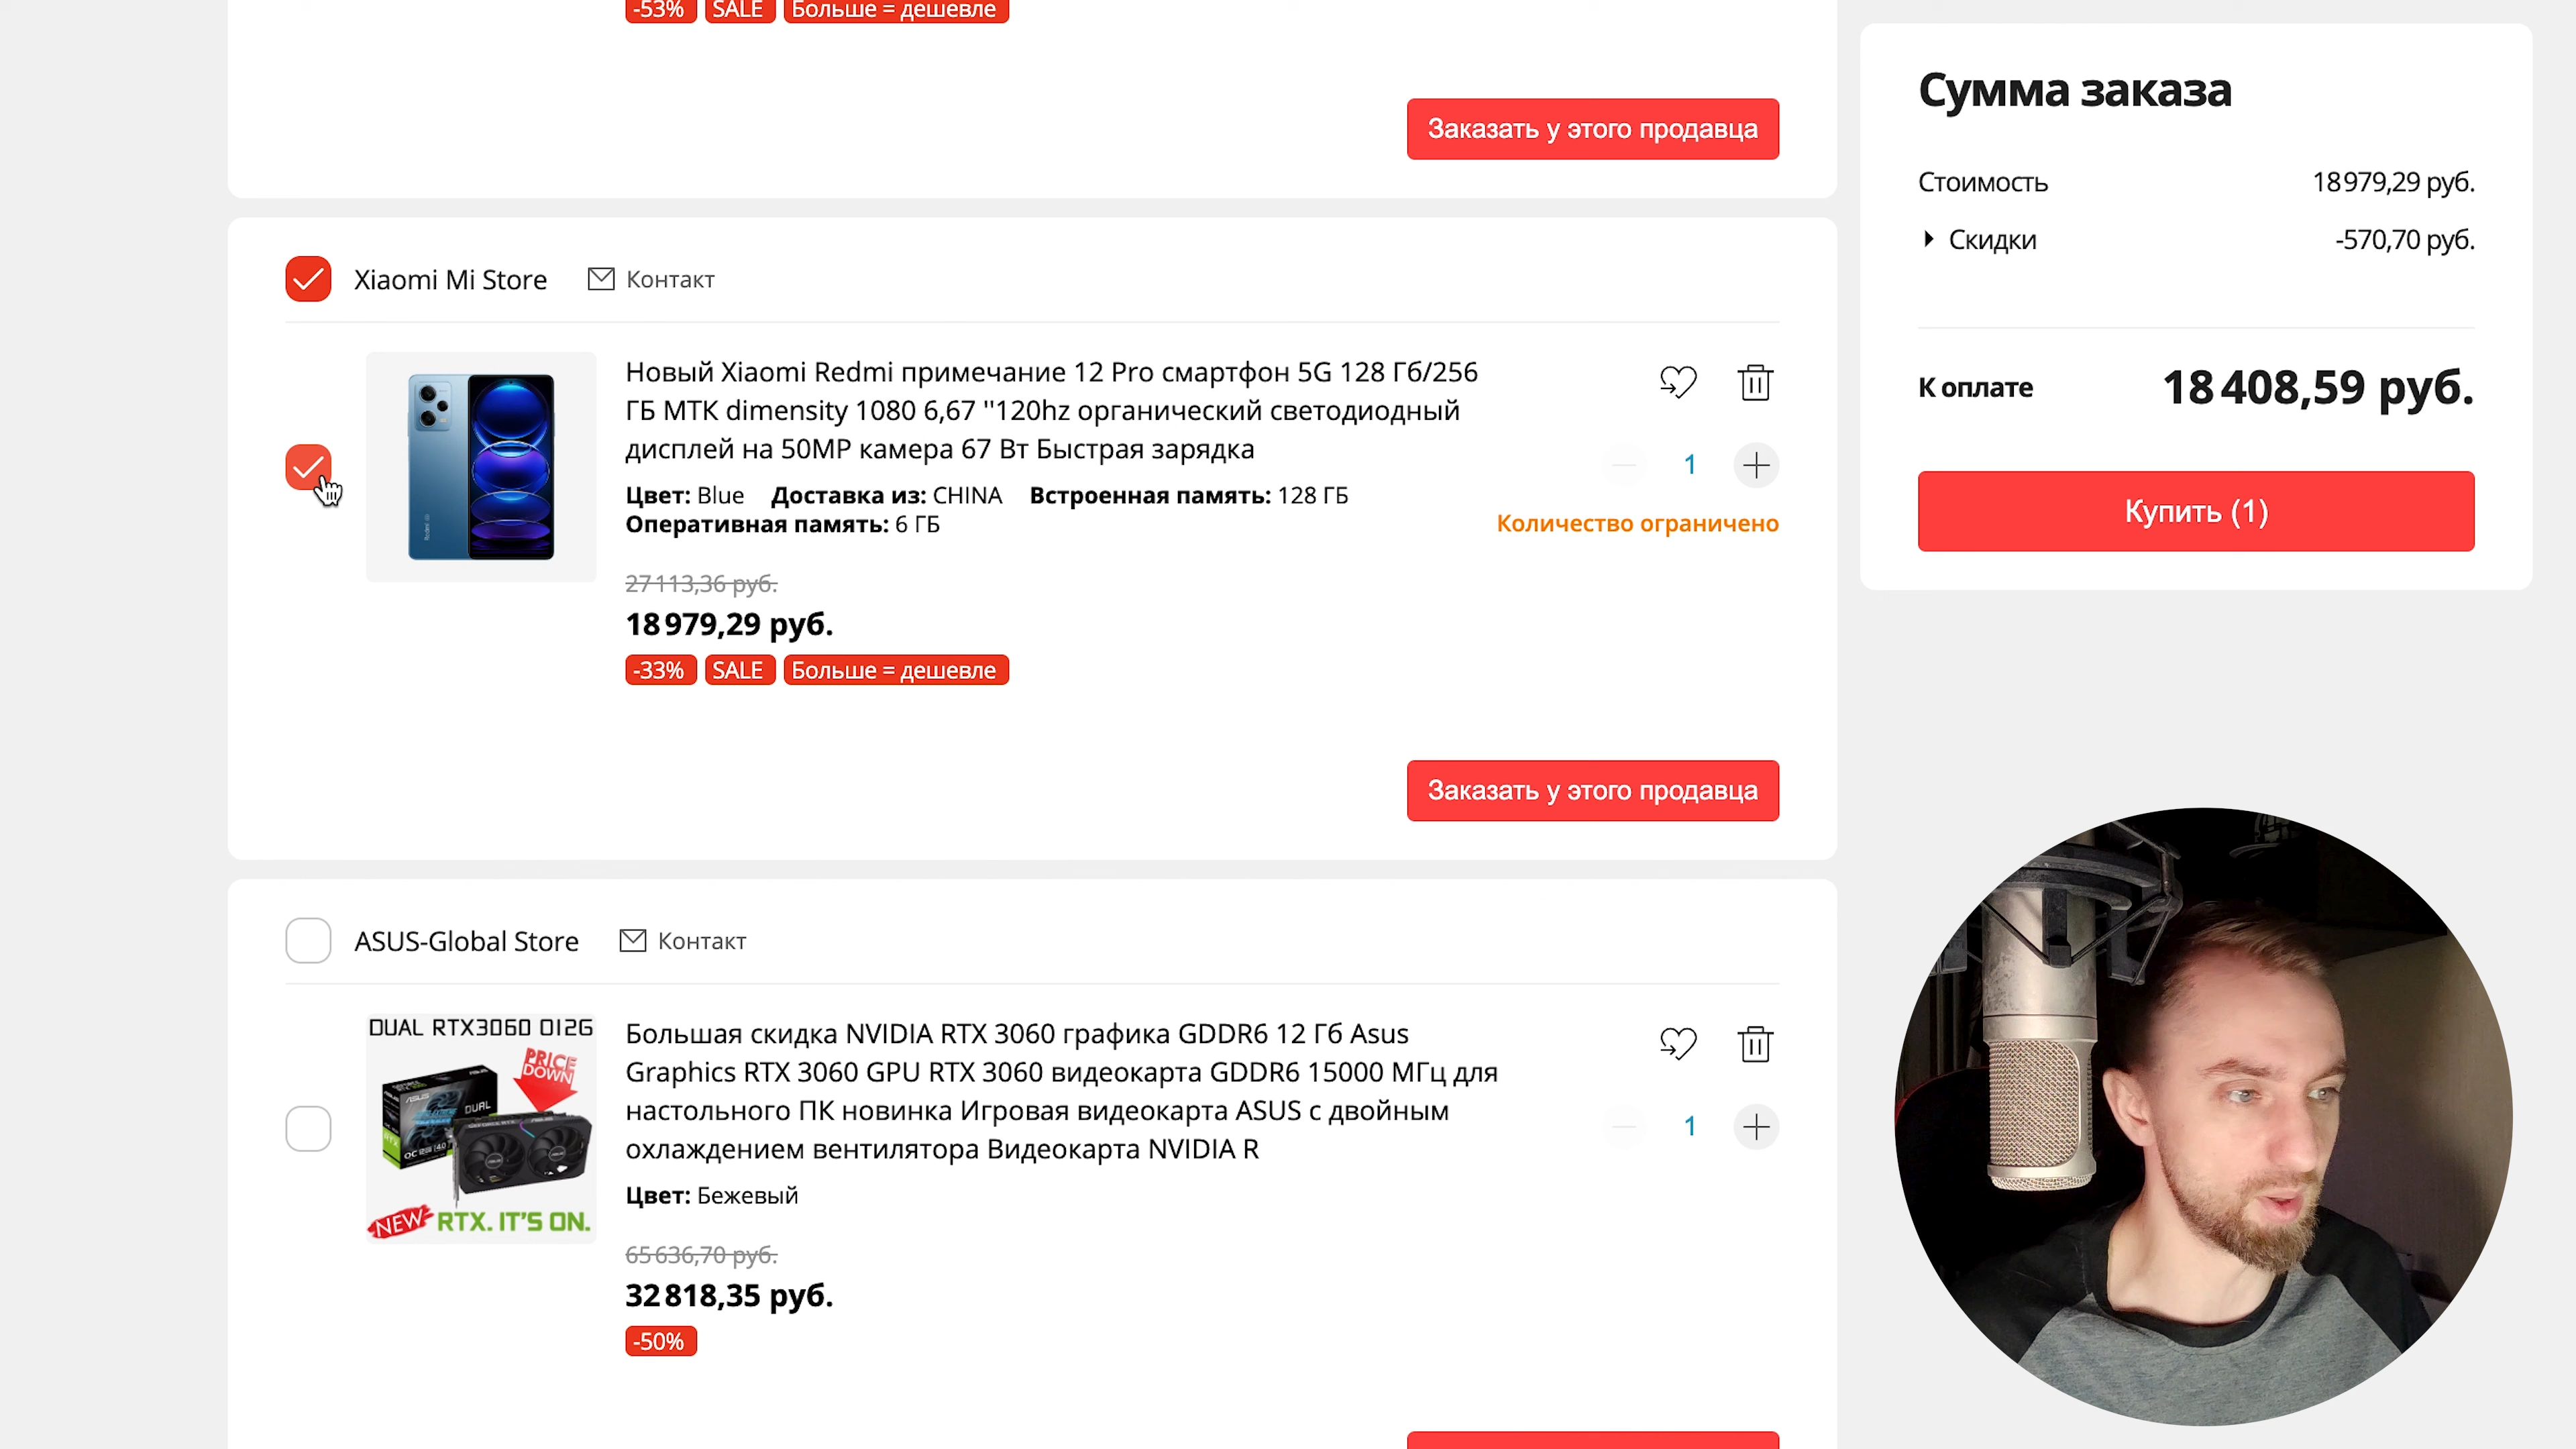 -53% SALE Больше = дешевле
Заказать у этого продавца
Xiaomi Mi Store Контакт
Новый Xiaomi Redmi примечание 12 Pro смартфон 5G 128 Гб/256
ГБ МТК dimensity 1080 6,67 "120hz органический светодиодный
дисплей на 50MP камера 67 Вт Быстрая зарядка
Цвет: Blue Доставка из: CHINA Встроенная память: 128 ГБ
Оперативная память: 6 ГБ
1
Количество ограничено
27 113,36 руб.
18 979,29 руб.
-33% SALE Больше = дешевле
Заказать у этого продавца
ASUS-Global Store Контакт
DUAL RTX3060 O12G
PRICE
DOWN
ASUS
DUAL
NEW RTX. IT'S ON.
Большая скидка NVIDIA RTX 3060 графика GDDR6 12 Гб Asus
Graphics RTX 3060 GPU RTX 3060 видеокарта GDDR6 15000 МГц для
настольного ПК новинка Игровая видеокарта ASUS с двойным
охлаждением вентилятора Видеокарта NVIDIA R
Цвет: Бежевый
1
65 636,70 руб.
32 818,35 руб.
-50%
Сумма заказа
Стоимость 18 979,29 руб.
Скидки -570,70 руб.
К оплате 18 408,59 руб.
Купить (1)